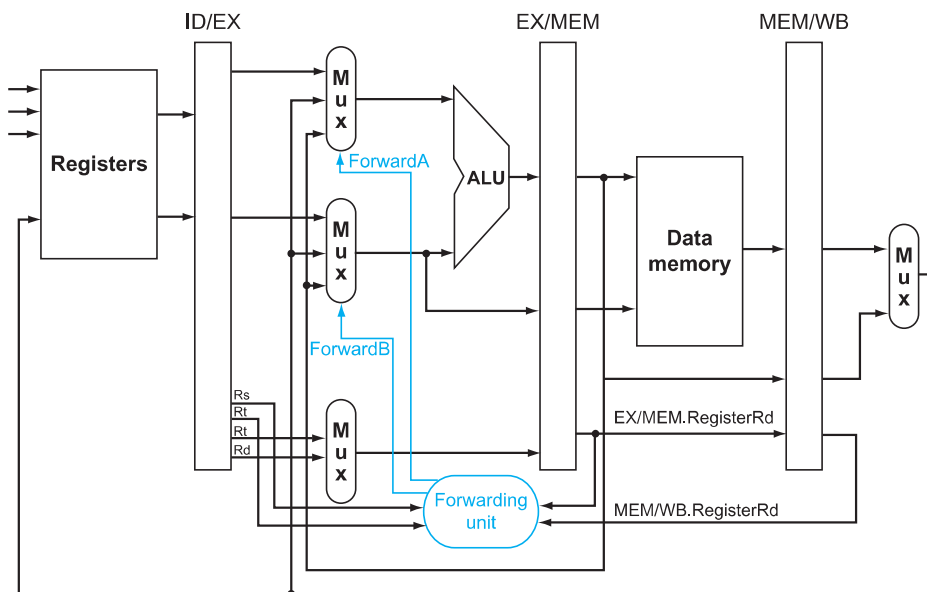 ID/EX
EX/MEM
MEM/WB
Registers
Mux
ForwardA
ALU
Mux
ForwardB
Data
memory
Mux
Rs
Rt
Rt
Rd
Mux
EX/MEM.RegisterRd
Forwarding
unit
MEM/WB.RegisterRd